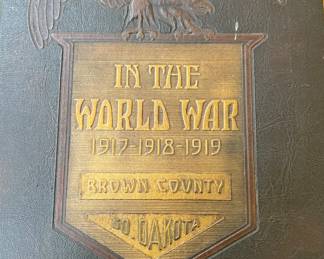 IN THE
WORLD WAR
1917-1918-1919
BROWN COUNTY
SO. DAKOTA